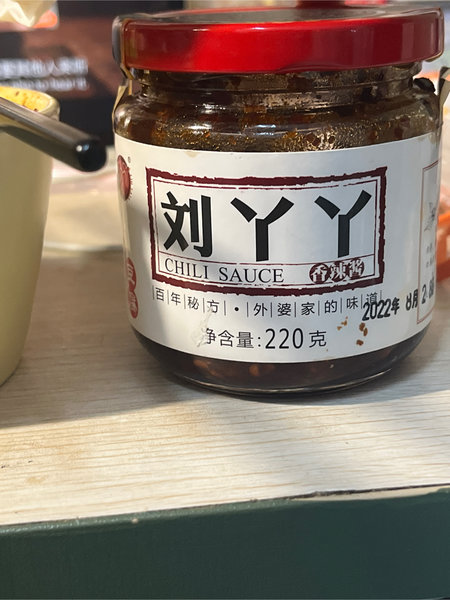 刘丫丫
CHILI SAUCE 香辣酱
百年秘方·外婆家的味道
2022年 8月
净含量:220克